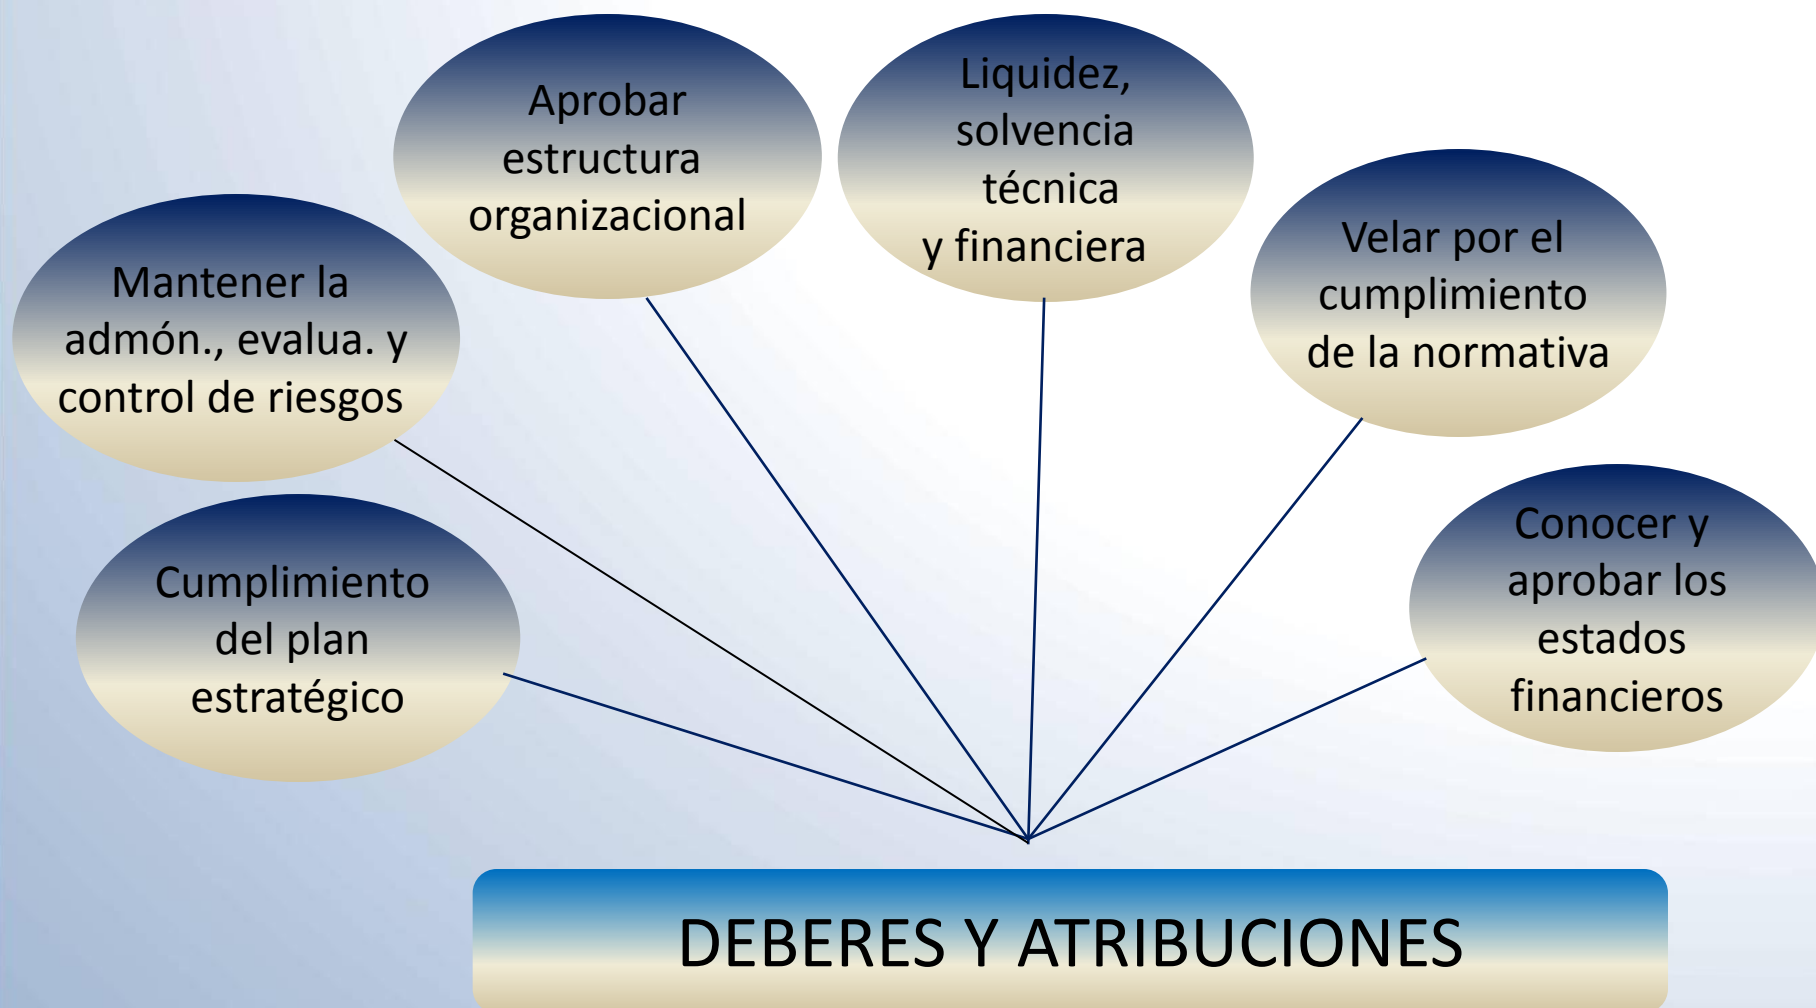 Aprobar
estructura
organizacional
Liquidez,
solvencia
técnica
y financiera
Mantener la
admón., evalua. y
control de riesgos
Velar por el
cumplimiento
de la normativa
Cumplimiento
del plan
estratégico
Conocer y
aprobar los
estados
financieros
DEBERES Y ATRIBUCIONES